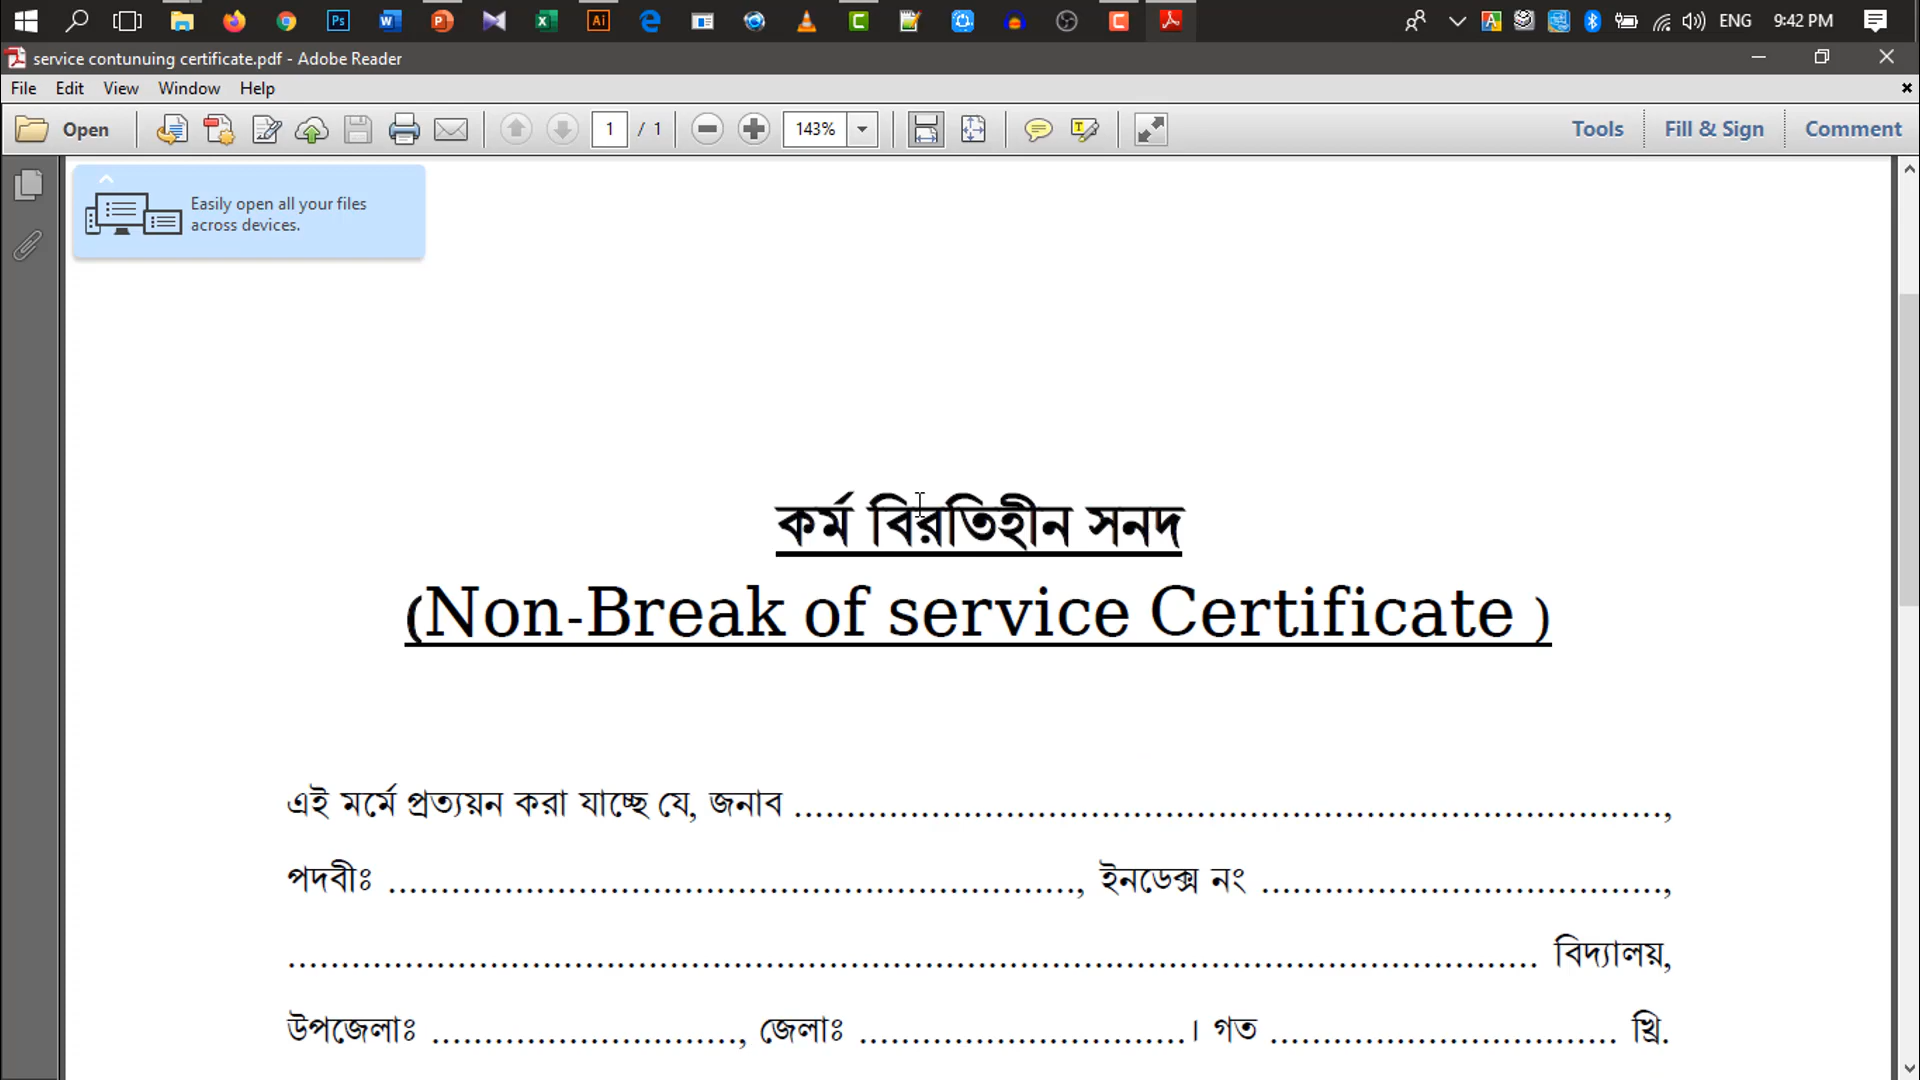 ENG 9:42 PM
service contunuing certificate.pdf - Adobe Reader
File Edit View Window Help
Open 1 / 1 143% Tools Fill & Sign Comment
Easily open all your files
across devices.
কর্ম বিরতিহীন সনদ
(Non-Break of service Certificate )
এই মর্মে প্রত্যয়ন করা যাচ্ছে যে, জনাব ..................................................................................,
পদবীঃ ................................................................., ইনডেক্স নং ......................................,
....................................................................................................................... বিদ্যালয়,
উপজেলাঃ ............................., জেলাঃ ...............................। গত ................................. খ্রি.